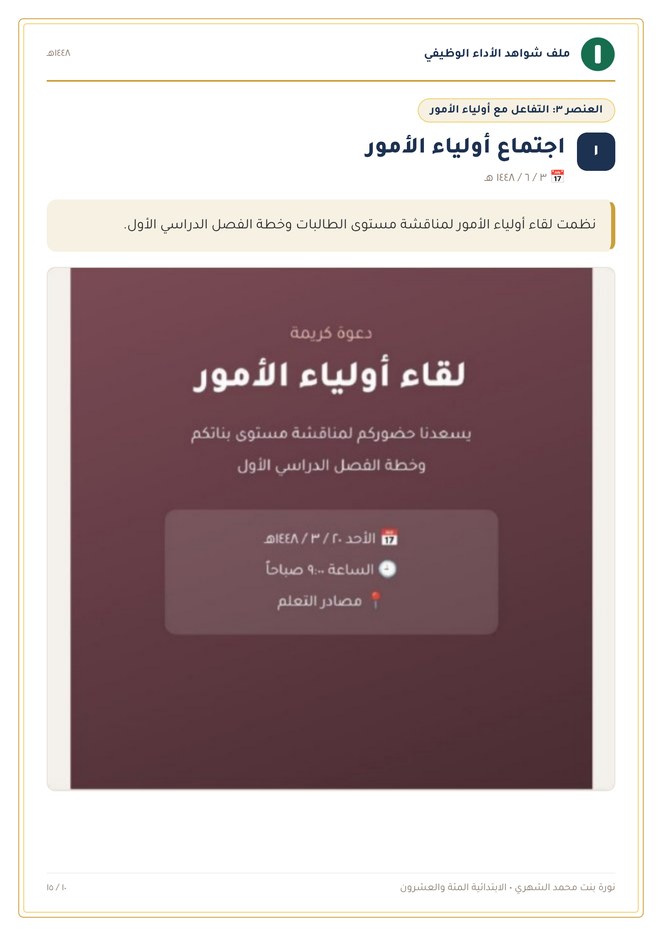 ملف شواهد الأداء الوظيفي
١٤٤٨هـ
العنصر ٣: التفاعل مع أولياء الأمور
١
اجتماع أولياء الأمور
📅 ٣ / ٦ / ١٤٤٨ هـ
نظمت لقاء أولياء الأمور لمناقشة مستوى الطالبات وخطة الفصل الدراسي الأول.
دعوة كريمة
لقاء أولياء الأمور
يسعدنا حضوركم لمناقشة مستوى بناتكم
وخطة الفصل الدراسي الأول
📅 الأحد ٢٠ / ٣ / ١٤٤٨هـ
🕘 الساعة ٩:٠٠ صباحاً
📍 مصادر التعلم
نورة بنت محمد الشهري • الابتدائية المئة والعشرون
١٠ / ١٥